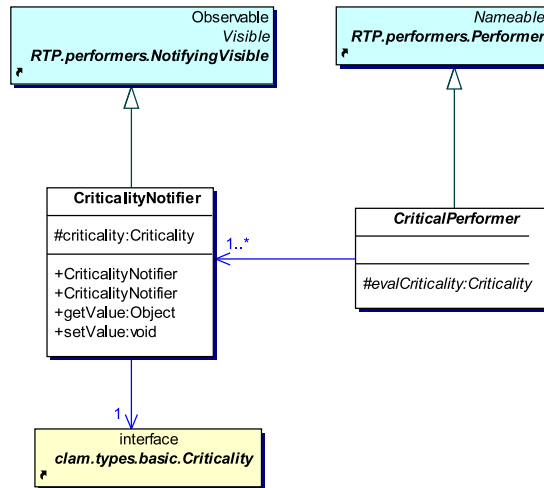 Observable
Visible
RTP.performers.NotifyingVisible
Nameable
RTP.performers.Performer
CriticalityNotifier
#criticality:Criticality
+CriticalityNotifier
+CriticalityNotifier
+getValue:Object
+setValue:void
1..*
CriticalPerformer
#evalCriticality:Criticality
1
interface
clam.types.basic.Criticality